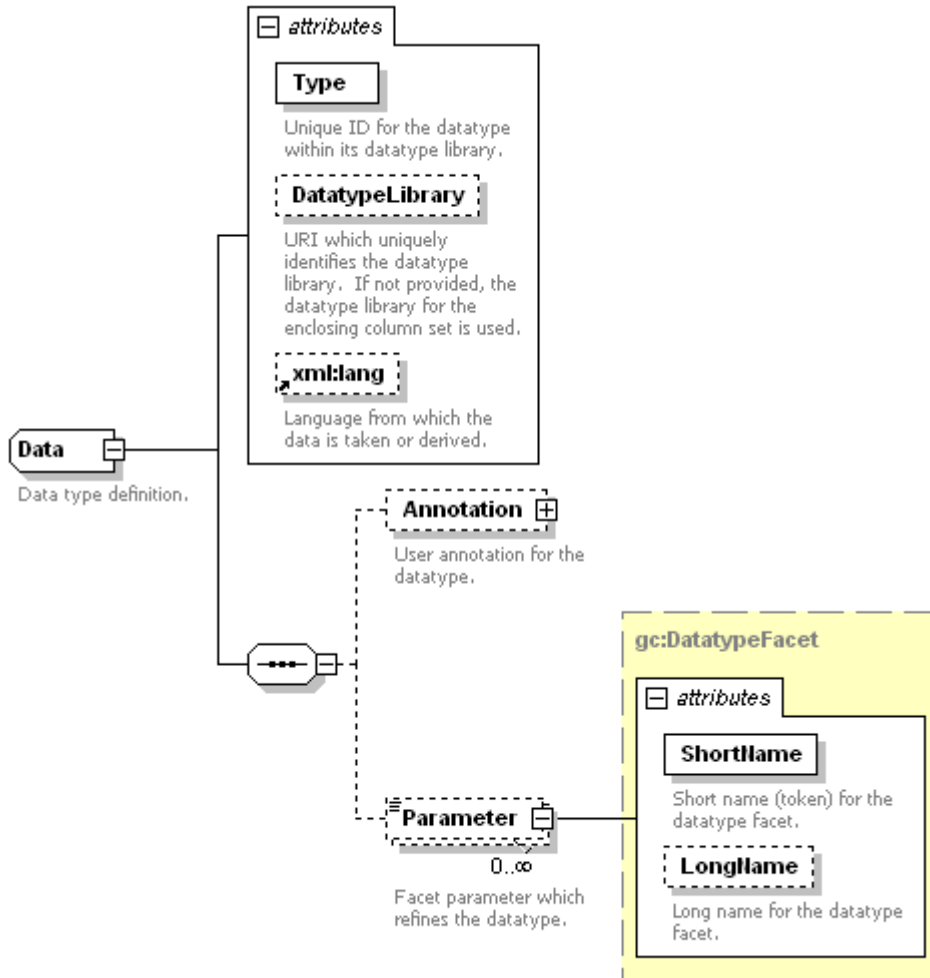 attributes
Type
Unique ID for the datatype
within its datatype library.
DatatypeLibrary
URI which uniquely
identifies the datatype
library.  If not provided, the
datatype library for the
enclosing column set is used.
xml:lang
Language from which the
data is taken or derived.
Data
Data type definition.
Annotation
User annotation for the
datatype.
gc:DatatypeFacet
attributes
ShortName
Short name (token) for the
datatype facet.
LongName
Long name for the datatype
facet.
Parameter
0..∞
Facet parameter which
refines the datatype.